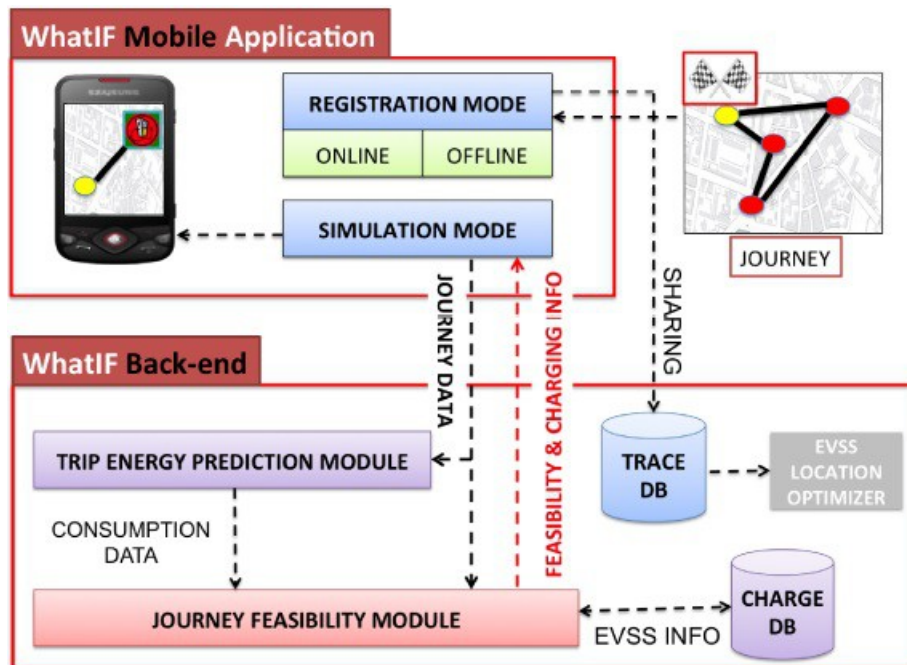 WhatIF Mobile Application
SAMSUNG
REGISTRATION MODE
ONLINE
OFFLINE
SIMULATION MODE
JOURNEY
JOURNEY DATA
FEASIBILITY & CHARGING INFO
SHARING
WhatIF Back-end
TRIP ENERGY PREDICTION MODULE
TRACE
DB
EVSS
LOCATION
OPTIMIZER
CONSUMPTION
DATA
JOURNEY FEASIBILITY MODULE
EVSS INFO
CHARGE
DB